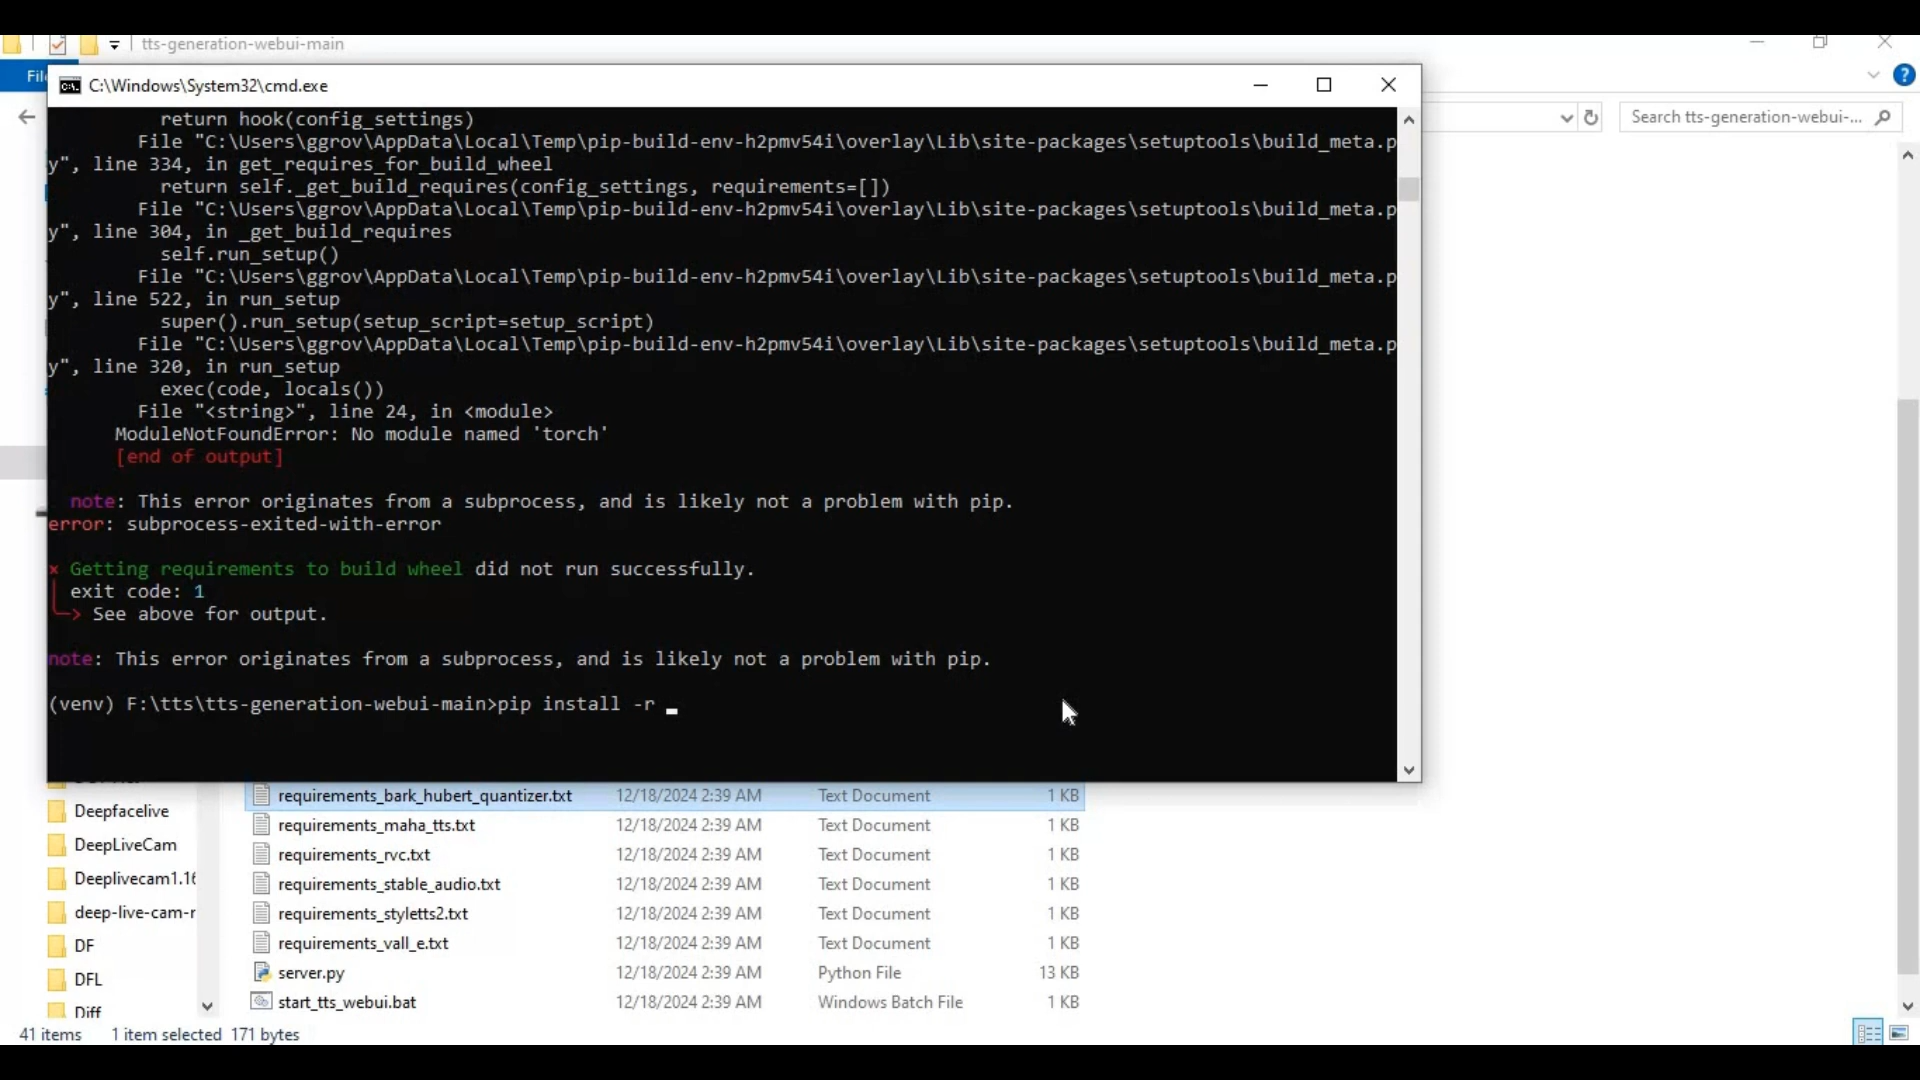 tts-generation-webui-main
C:\Windows\System32\cmd.exe
Search tts-generation-webui-...
return hook(config_settings)
File "C:\Users\ggrov\AppData\Local\Temp\pip-build-env-h2pmv54i\overlay\Lib\site-packages\setuptools\build_meta.p
y", line 334, in get_requires_for_build_wheel
return self._get_build_requires(config_settings, requirements=[])
File "C:\Users\ggrov\AppData\Local\Temp\pip-build-env-h2pmv54i\overlay\Lib\site-packages\setuptools\build_meta.p
y", line 304, in _get_build_requires
self.run_setup()
File "C:\Users\ggrov\AppData\Local\Temp\pip-build-env-h2pmv54i\overlay\Lib\site-packages\setuptools\build_meta.p
y", line 522, in run_setup
super().run_setup(setup_script=setup_script)
File "C:\Users\ggrov\AppData\Local\Temp\pip-build-env-h2pmv54i\overlay\Lib\site-packages\setuptools\build_meta.p
y", line 320, in run_setup
exec(code, locals())
File "<string>", line 24, in <module>
ModuleNotFoundError: No module named 'torch'
[end of output]
note: This error originates from a subprocess, and is likely not a problem with pip.
error: subprocess-exited-with-error
× Getting requirements to build wheel did not run successfully.
exit code: 1
See above for output.
note: This error originates from a subprocess, and is likely not a problem with pip.
(venv) F:\tts\tts-generation-webui-main>pip install -r _
requirements_bark_hubert_quantizer.txt 12/18/2024 2:39 AM Text Document 1 KB
Deepfacelive
requirements_maha_tts.txt 12/18/2024 2:39 AM Text Document 1 KB
DeepLiveCam
requirements_rvc.txt 12/18/2024 2:39 AM Text Document 1 KB
Deeplivecam1.16
requirements_stable_audio.txt 12/18/2024 2:39 AM Text Document 1 KB
deep-live-cam-r
requirements_styletts2.txt 12/18/2024 2:39 AM Text Document 1 KB
DF
requirements_vall_e.txt 12/18/2024 2:39 AM Text Document 1 KB
DFL
server.py 12/18/2024 2:39 AM Python File 13 KB
Diff
start_tts_webui.bat 12/18/2024 2:39 AM Windows Batch File 1 KB
41 items 1 item selected 171 bytes